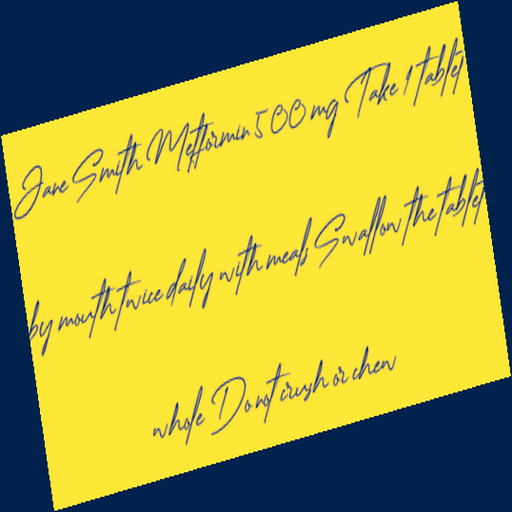 Jane Smith Metformin 500 mg Take 1 tablet
by mouth twice daily with meals Swallow the tablet
whole Do not crush or chew